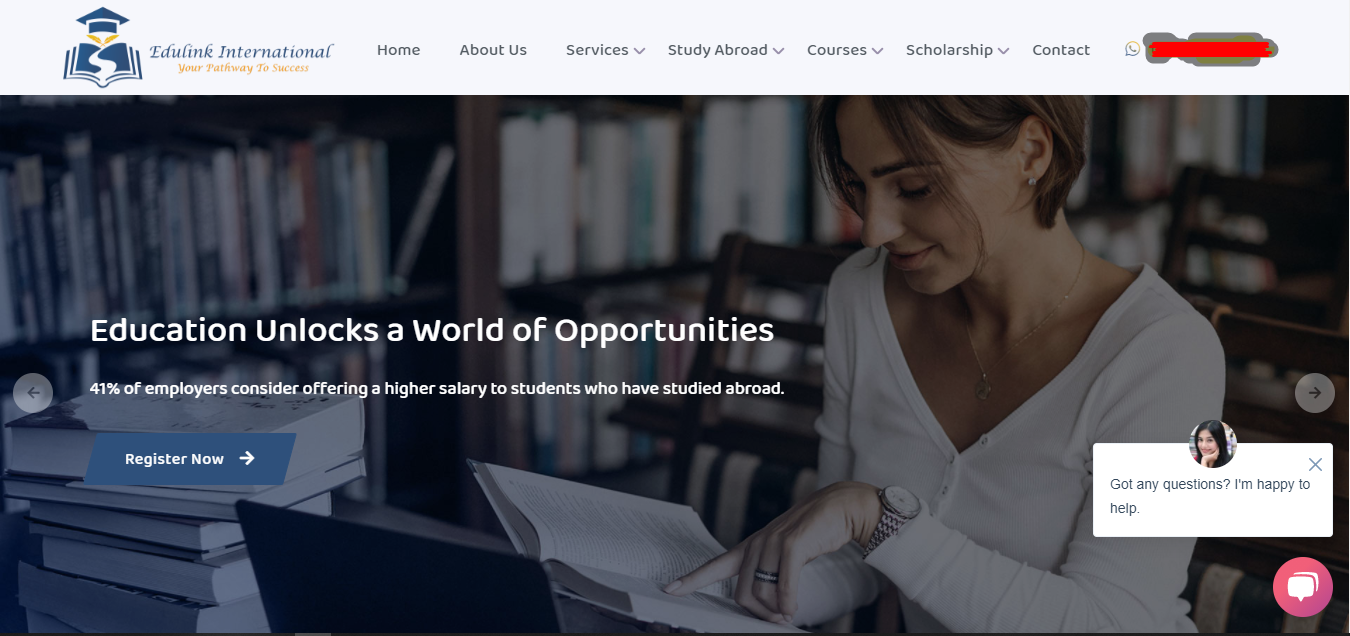 Edulink International
Your Pathway To Success
Home
About Us
Services
Study Abroad
Courses
Scholarship
Contact
Education Unlocks a World of Opportunities
41% of employers consider offering a higher salary to students who have studied abroad.
Register Now
Got any questions? I'm happy to
help.